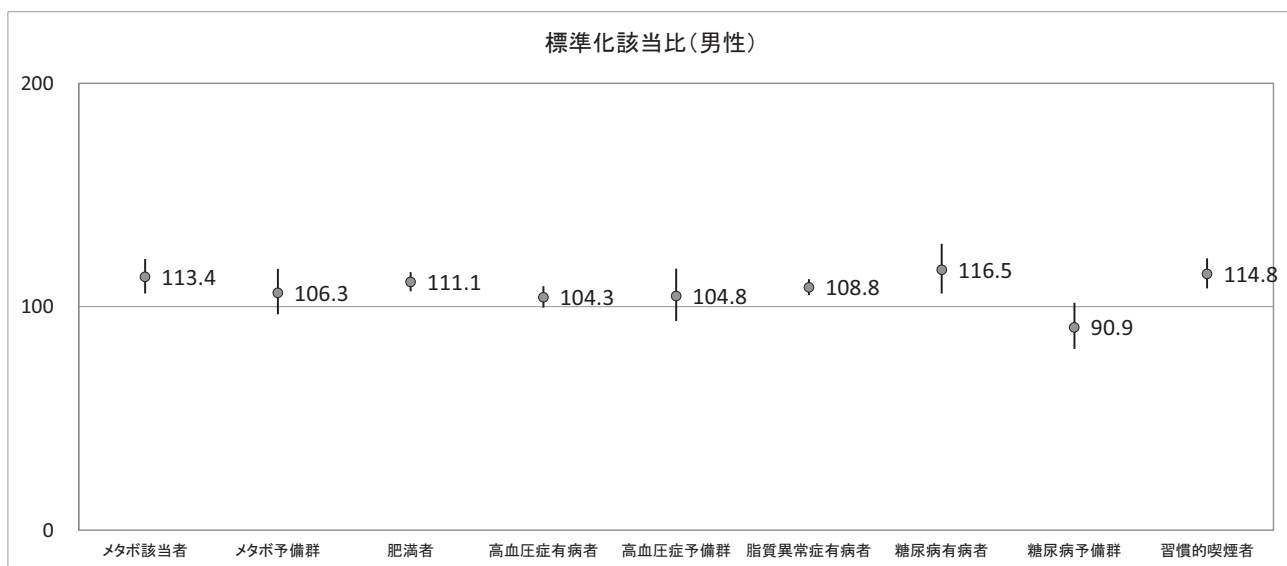 標準化該当比（男性）
200
113.4
106.3
111.1
104.3
104.8
108.8
116.5
90.9
114.8
100
0
メタボ該当者
メタボ予備群
肥満者
高血圧症有病者
高血圧症予備群
脂質異常症有病者
糖尿病有病者
糖尿病予備群
習慣的喫煙者